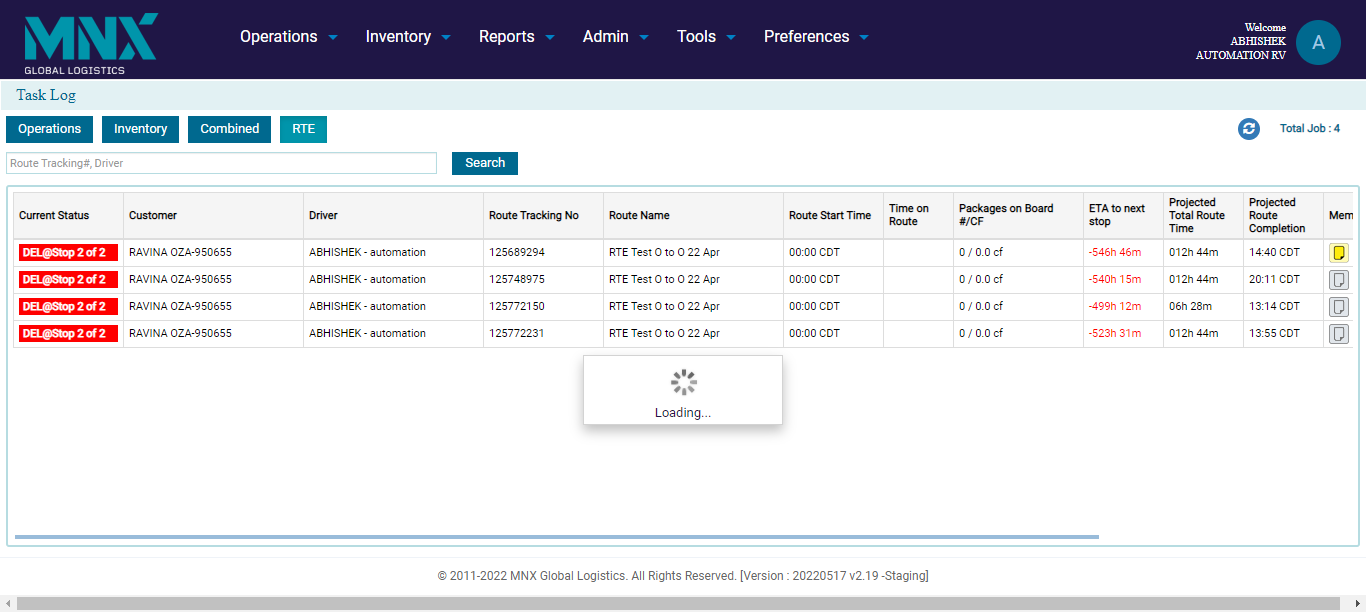 MNX
GLOBAL LOGISTICS
Operations Inventory Reports Admin Tools Preferences
Welcome
ABHISHEK
AUTOMATION RV
A
Task Log
Operations Inventory Combined RTE
Total Job : 4
Route Tracking#, Driver
Search
Current Status Customer Driver Route Tracking No Route Name Route Start Time Time on Route Packages on Board #/CF ETA to next stop Projected Total Route Time Projected Route Completion Mem
DEL@Stop 2 of 2 RAVINA OZA-950655 ABHISHEK - automation 125689294 RTE Test O to O 22 Apr 00:00 CDT 0 / 0.0 cf -546h 46m 012h 44m 14:40 CDT
DEL@Stop 2 of 2 RAVINA OZA-950655 ABHISHEK - automation 125748975 RTE Test O to O 22 Apr 00:00 CDT 0 / 0.0 cf -540h 15m 012h 44m 20:11 CDT
DEL@Stop 2 of 2 RAVINA OZA-950655 ABHISHEK - automation 125772150 RTE Test O to O 22 Apr 00:00 CDT 0 / 0.0 cf -499h 12m 06h 28m 13:14 CDT
DEL@Stop 2 of 2 RAVINA OZA-950655 ABHISHEK - automation 125772231 RTE Test O to O 22 Apr 00:00 CDT 0 / 0.0 cf -523h 31m 012h 44m 13:55 CDT
Loading...
© 2011-2022 MNX Global Logistics. All Rights Reserved. [Version : 20220517 v2.19 -Staging]